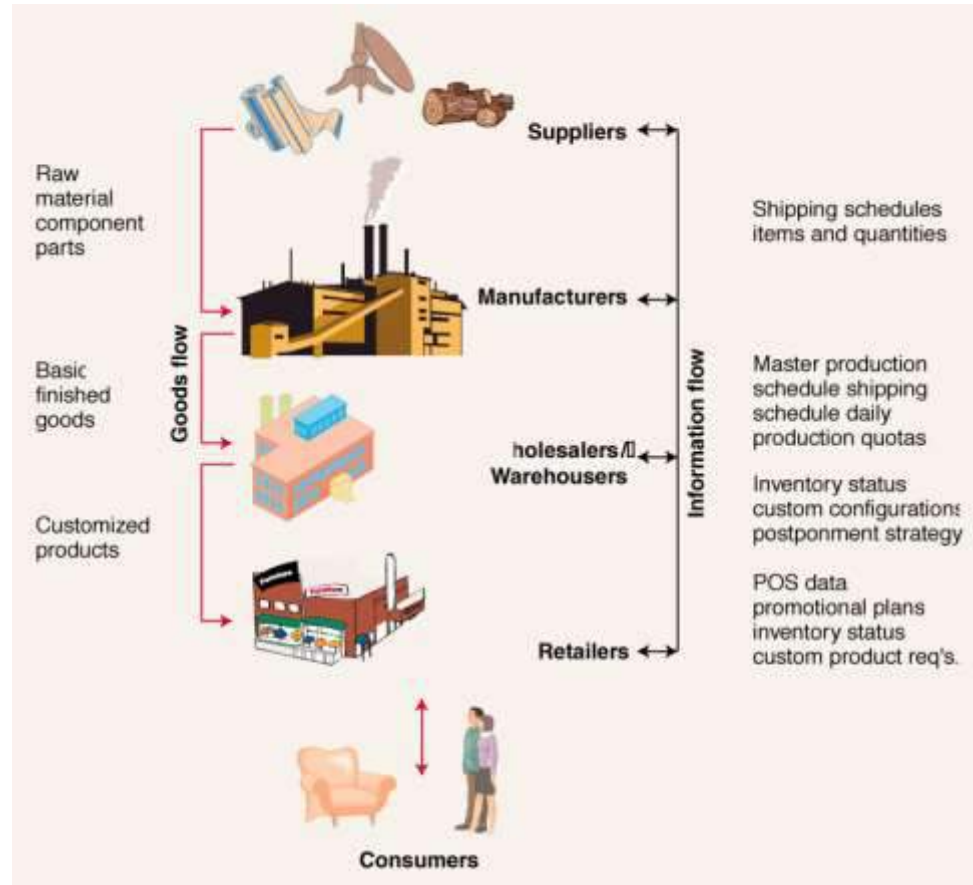 Suppliers
Raw
material
component
parts
Shipping schedules
items and quantities
Manufacturers
Goods flow
Information flow
Basic
finished
goods
Master production
schedule shipping
schedule daily
production quotas
holesalers/
Warehousers
Inventory status
custom configurations
postponment strategy
Customized
products
Furniture
POS data
promotional plans
inventory status
custom product req's.
Retailers
Consumers